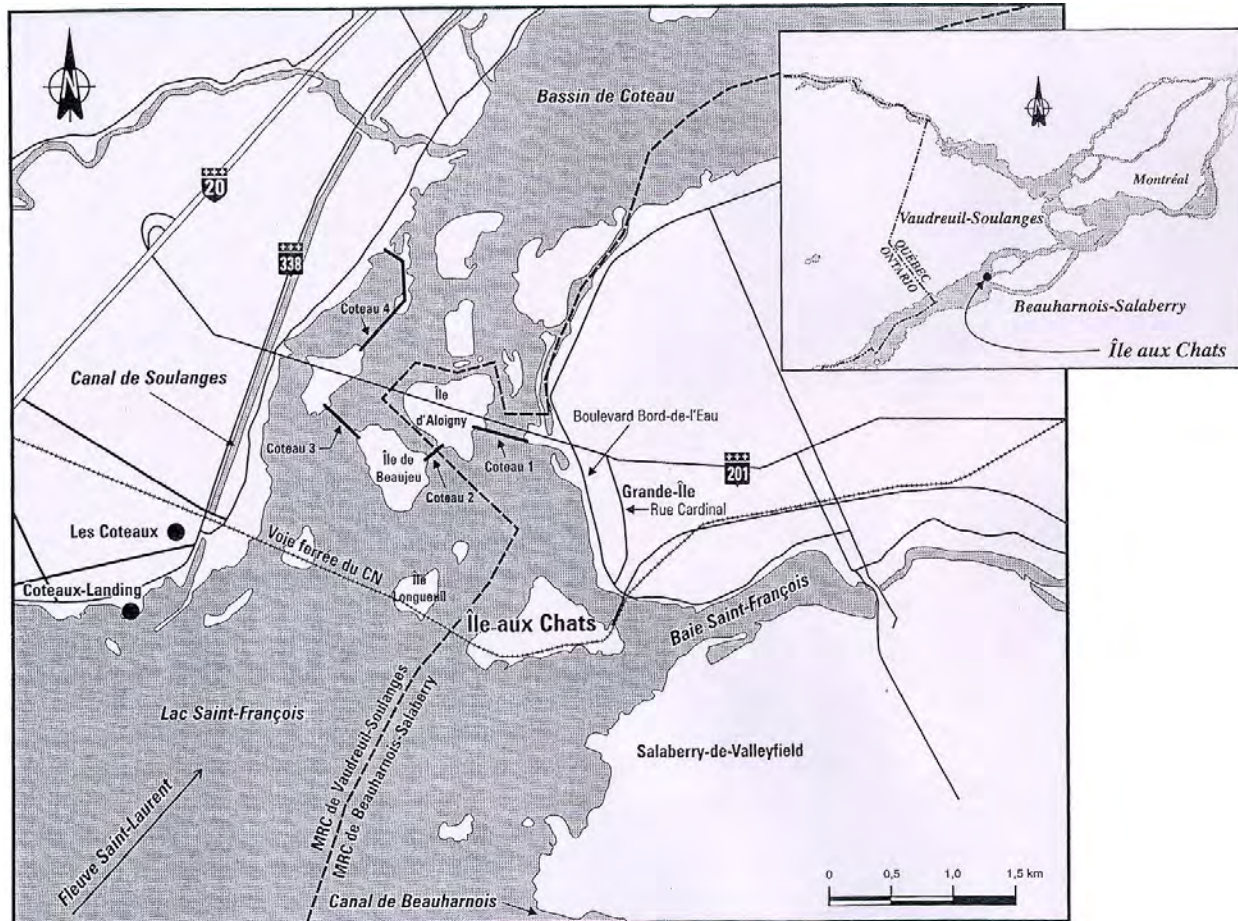 N
Bassin de Coteau
20
338
Coteau 4
Canal de Soulanges
Île
d'Aloigny
Boulevard Bord-de-l'Eau
Coteau 3
Île de
Beaujeu
Coteau 1
Coteau 2
201
Grande-Île
Rue Cardinal
Les Coteaux
Voie ferrée du CN
Coteaux-Landing
Île
Longueuil
Île aux Chats
Baie Saint-François
Lac Saint-François
MRC de Vaudreuil-Soulanges
MRC de Beauharnois-Salaberry
Salaberry-de-Valleyfield
Fleuve Saint-Laurent
Canal de Beauharnois
0 0,5 1.0 1,5 km
N
Montréal
Vaudreuil-Soulanges
QUÉBEC
ONTARIO
Beauharnois-Salaberry
Île aux Chats